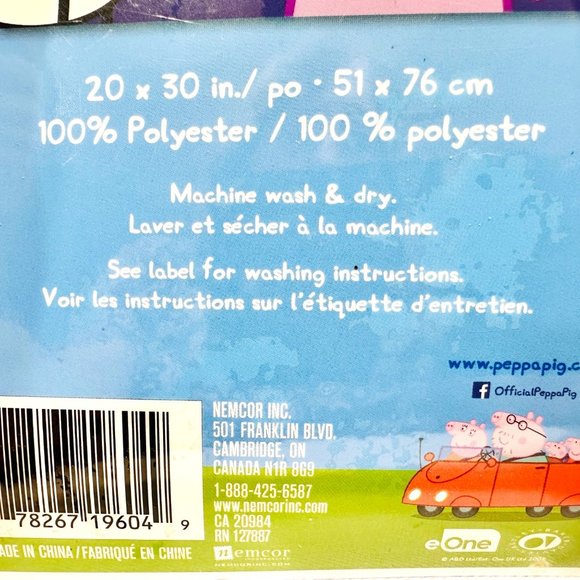 20 x 30 in./ po · 51 x 76 cm
100% Polyester / 100 % polyester
Machine wash & dry.
Laver et sécher à la machine.
See label for washing instructions.
Voir les instructions sur l'étiquette d'entretien.
www.peppapig.c
f OfficialPeppaPig
NEMCOR INC.
501 FRANKLIN BLVD.
CAMBRIDGE, ON
CANADA N1R 8G9
1-888-425-6587
www.nemcorinc.com
CA 20984
RN 127887
nemcor
NEMCORINC.COM
78267 19604 9
ADE IN CHINA / FABRIQUÉ EN CHINE
eOne